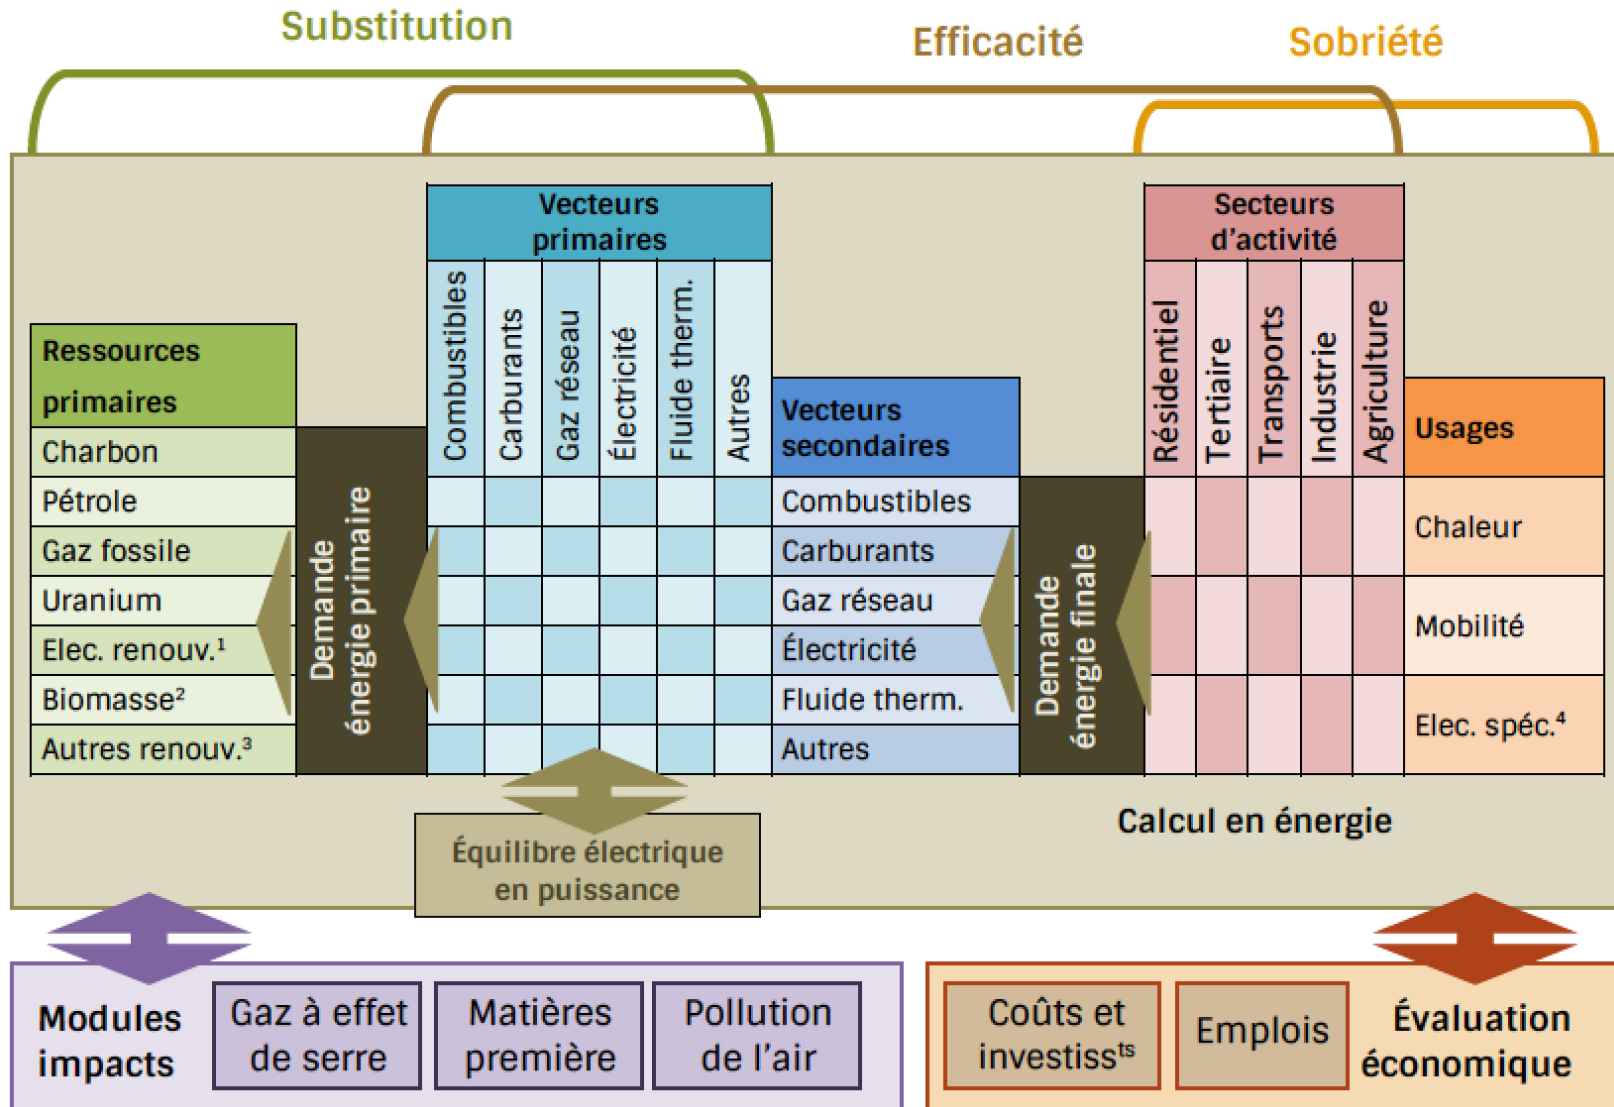 Substitution
Efficacité
Sobriété
Vecteurs
primaires
Secteurs
d'activité
Combustibles
Carburants
Gaz réseau
Électricité
Fluide therm.
Autres
Résidentiel
Tertiaire
Transports
Industrie
Agriculture
Ressources
primaires
Charbon
Pétrole
Gaz fossile
Uranium
Elec. renouv.¹
Biomasse²
Autres renouv.³
Demande
énergie primaire
Vecteurs
secondaires
Combustibles
Carburants
Gaz réseau
Électricité
Fluide therm.
Autres
Demande
énergie finale
Usages
Chaleur
Mobilité
Elec. spéc.⁴
Équilibre électrique
en puissance
Calcul en énergie
Modules
impacts
Gaz à effet
de serre
Matières
première
Pollution
de l'air
Coûts et
investissᵗˢ
Emplois
Évaluation
économique